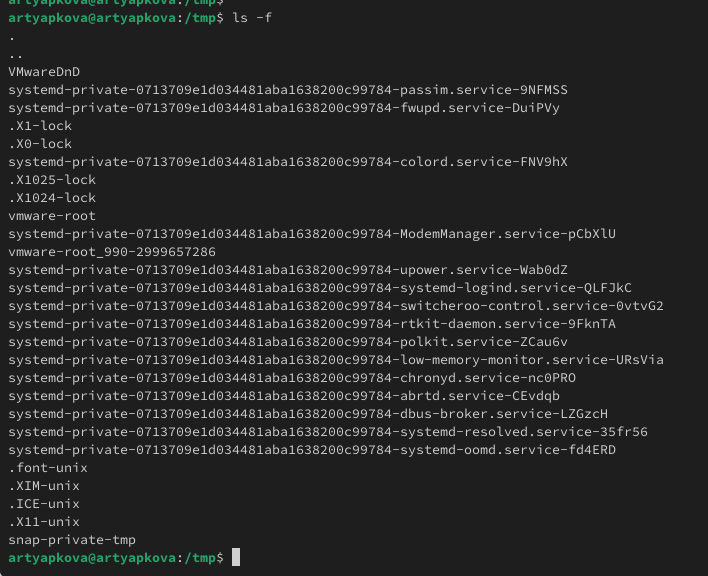 artyapkova@artyapkova:/tmp$
artyapkova@artyapkova:/tmp$ ls -f
.
..
VMwareDnD
systemd-private-0713709e1d034481aba1638200c99784-passim.service-9NFMSS
systemd-private-0713709e1d034481aba1638200c99784-fwupd.service-DuiPVy
.X1-lock
.X0-lock
systemd-private-0713709e1d034481aba1638200c99784-colord.service-FNV9hX
.X1025-lock
.X1024-lock
vmware-root
systemd-private-0713709e1d034481aba1638200c99784-ModemManager.service-pCbXlU
vmware-root_990-2999657286
systemd-private-0713709e1d034481aba1638200c99784-upower.service-Wab0dZ
systemd-private-0713709e1d034481aba1638200c99784-systemd-logind.service-QLFJkC
systemd-private-0713709e1d034481aba1638200c99784-switcheroo-control.service-0vtvG2
systemd-private-0713709e1d034481aba1638200c99784-rtkit-daemon.service-9FknTA
systemd-private-0713709e1d034481aba1638200c99784-polkit.service-ZCau6v
systemd-private-0713709e1d034481aba1638200c99784-low-memory-monitor.service-URsVia
systemd-private-0713709e1d034481aba1638200c99784-chronyd.service-nc0PRO
systemd-private-0713709e1d034481aba1638200c99784-abrtd.service-CEvdqb
systemd-private-0713709e1d034481aba1638200c99784-dbus-broker.service-LZGzcH
systemd-private-0713709e1d034481aba1638200c99784-systemd-resolved.service-35fr56
systemd-private-0713709e1d034481aba1638200c99784-systemd-oomd.service-fd4ERD
.font-unix
.XIM-unix
.ICE-unix
.X11-unix
snap-private-tmp
artyapkova@artyapkova:/tmp$